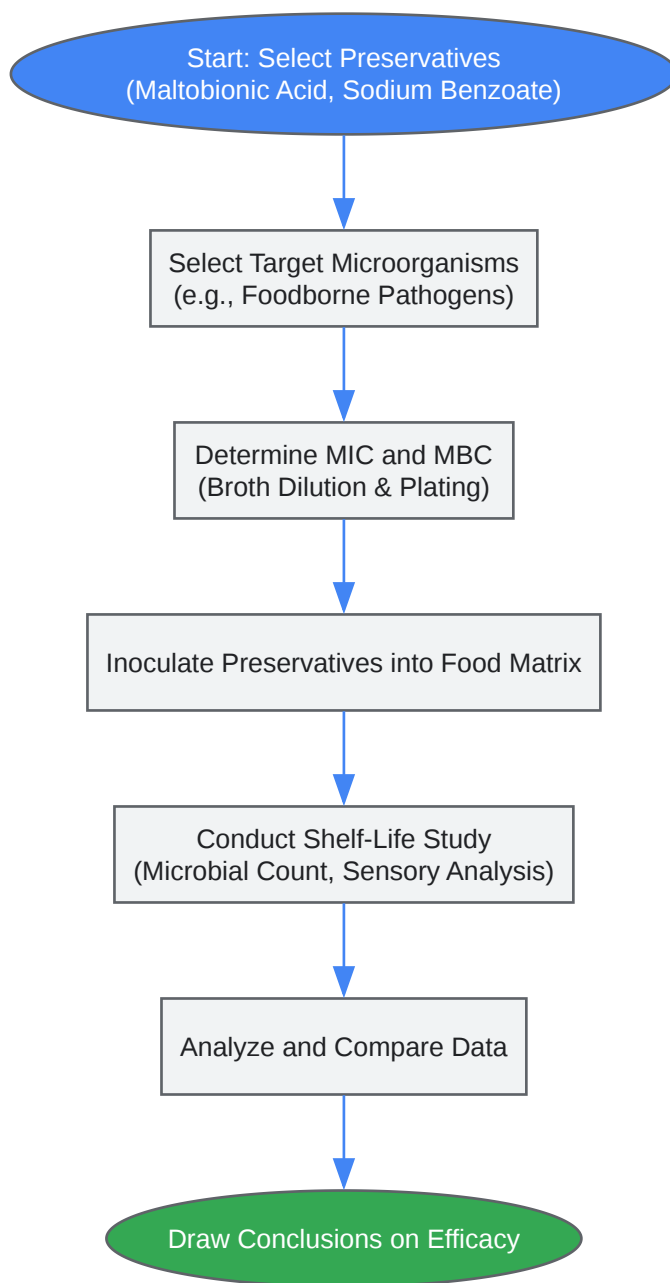 Start: Select Preservatives
(Maltobionic Acid, Sodium Benzoate)
Select Target Microorganisms
(e.g., Foodborne Pathogens)
Determine MIC and MBC
(Broth Dilution & Plating)
Inoculate Preservatives into Food Matrix
Conduct Shelf-Life Study
(Microbial Count, Sensory Analysis)
Analyze and Compare Data
Draw Conclusions on Efficacy